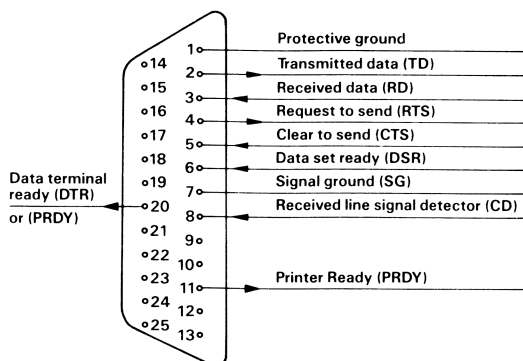 Protective ground
1
14
Transmitted data (TD)
2
15
Received data (RD)
3
16
Request to send (RTS)
4
17
Clear to send (CTS)
5
18
Data set ready (DSR)
6
Data terminal
ready (DTR)
or (PRDY)
19
Signal ground (SG)
7
20
Received line signal detector (CD)
8
21
9
22
10
23
Printer Ready (PRDY)
11
24
12
25
13